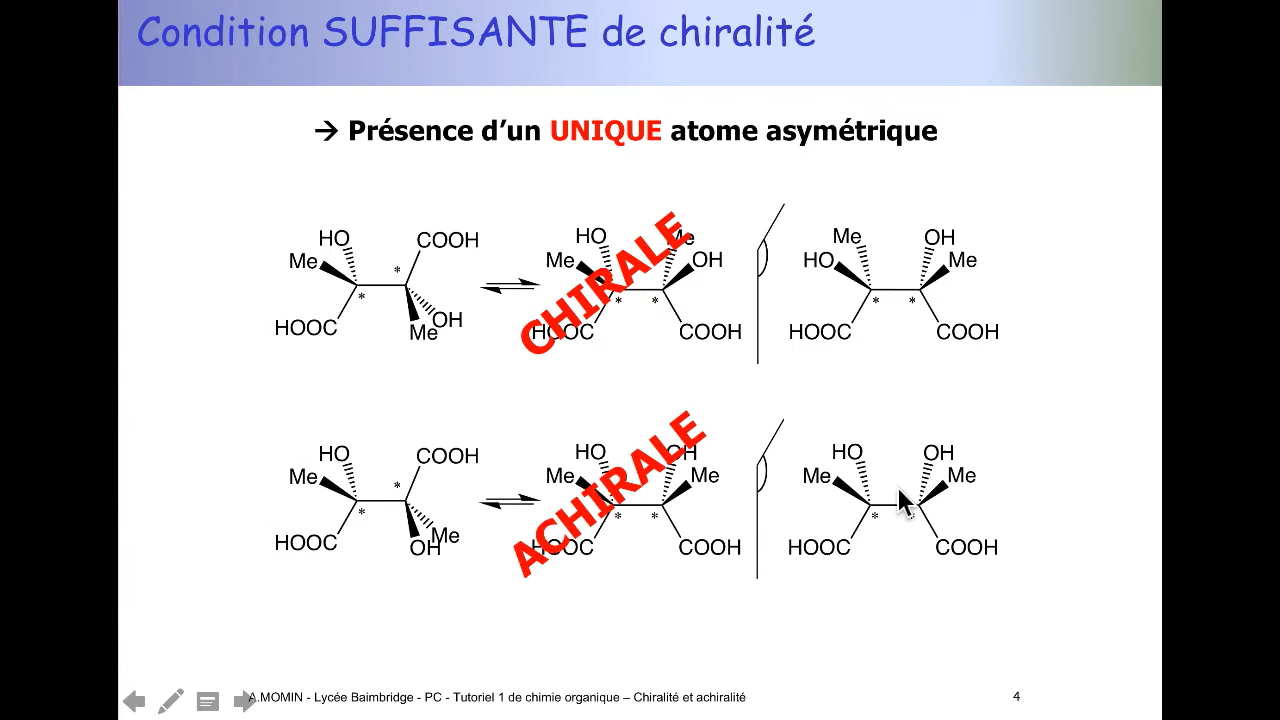 Condition SUFFISANTE de chiralité
→ Présence d'un UNIQUE atome asymétrique
HO COOH HO Me Me OH
Me * Me OH HO Me
* * * * *
HOOC OH HOOC COOH HOOC COOH
Me
CHIRALE
HO COOH HO OH HO OH
Me * Me Me Me Me
* * * * *
HOOC Me HOOC COOH HOOC COOH
OH
ACHIRALE
A.MOMIN - Lycée Baimbridge - PC - Tutoriel 1 de chimie organique – Chiralité et achiralité
4